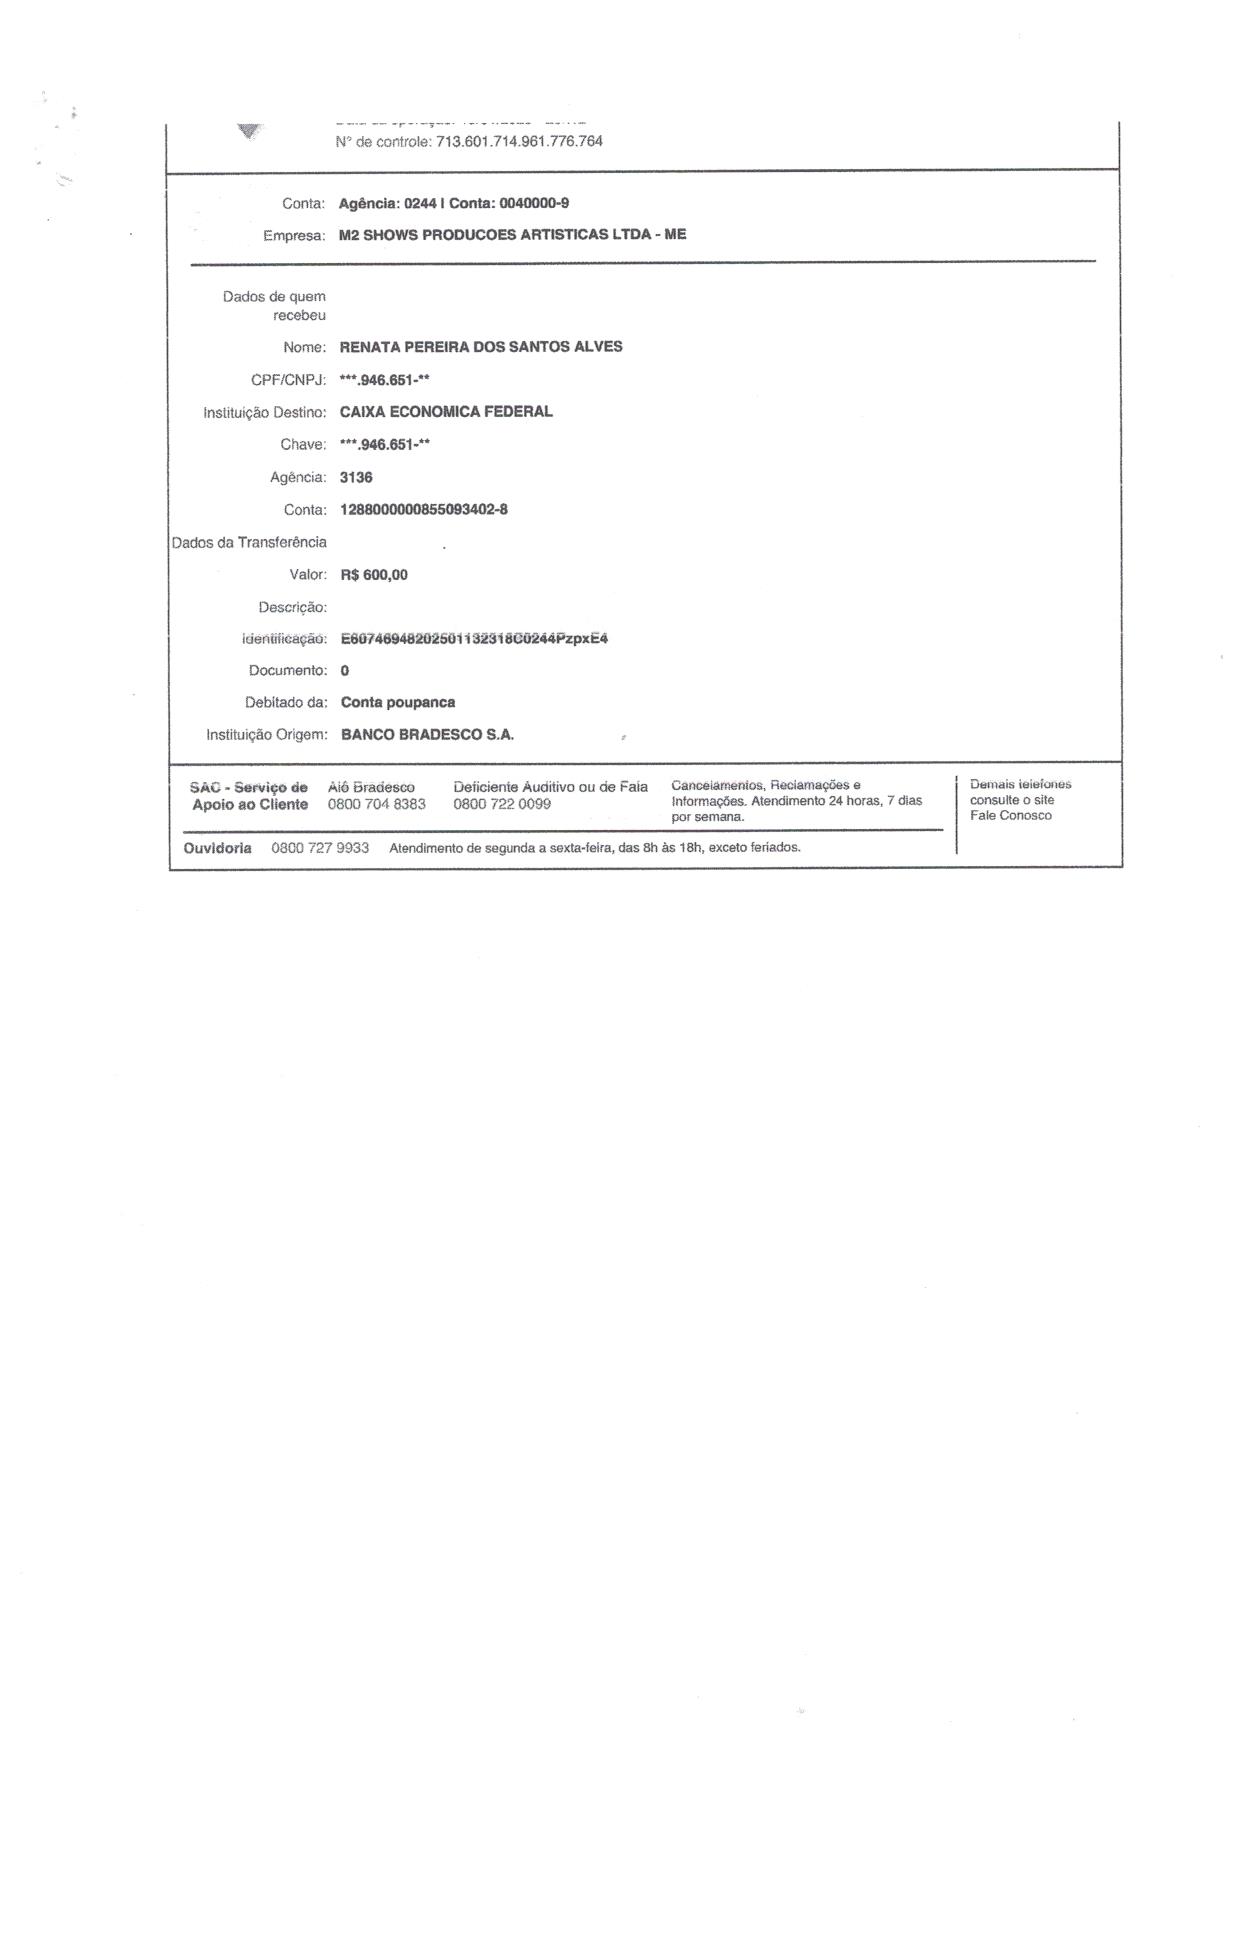 N° de controle: 713.601.714.961.776.764
Conta: Agência: 0244 | Conta: 0040000-9
Empresa: M2 SHOWS PRODUCOES ARTISTICAS LTDA - ME
Dados de quem
recebeu
Nome: RENATA PEREIRA DOS SANTOS ALVES
CPF/CNPJ: ***.946.651-**
Instituição Destino: CAIXA ECONOMICA FEDERAL
Chave: ***.946.651-**
Agência: 3136
Conta: 1288000000855093402-8
Dados da Transferência
Valor: R$ 600,00
Descrição:
Identificação: E60746948202501132318C0244PzpxE4
Documento: 0
Debitado da: Conta poupanca
Instituição Origem: BANCO BRADESCO S.A.
SAC - Serviço de Apoio ao Cliente
Alô Bradesco
0800 704 8383
Deficiente Auditivo ou de Fala
0800 722 0099
Cancelamentos, Reclamações e
Informações. Atendimento 24 horas, 7 dias
por semana.
Demais telefones
consulte o site
Fale Conosco
Ouvidoria 0800 727 9933 Atendimento de segunda a sexta-feira, das 8h às 18h, exceto feriados.